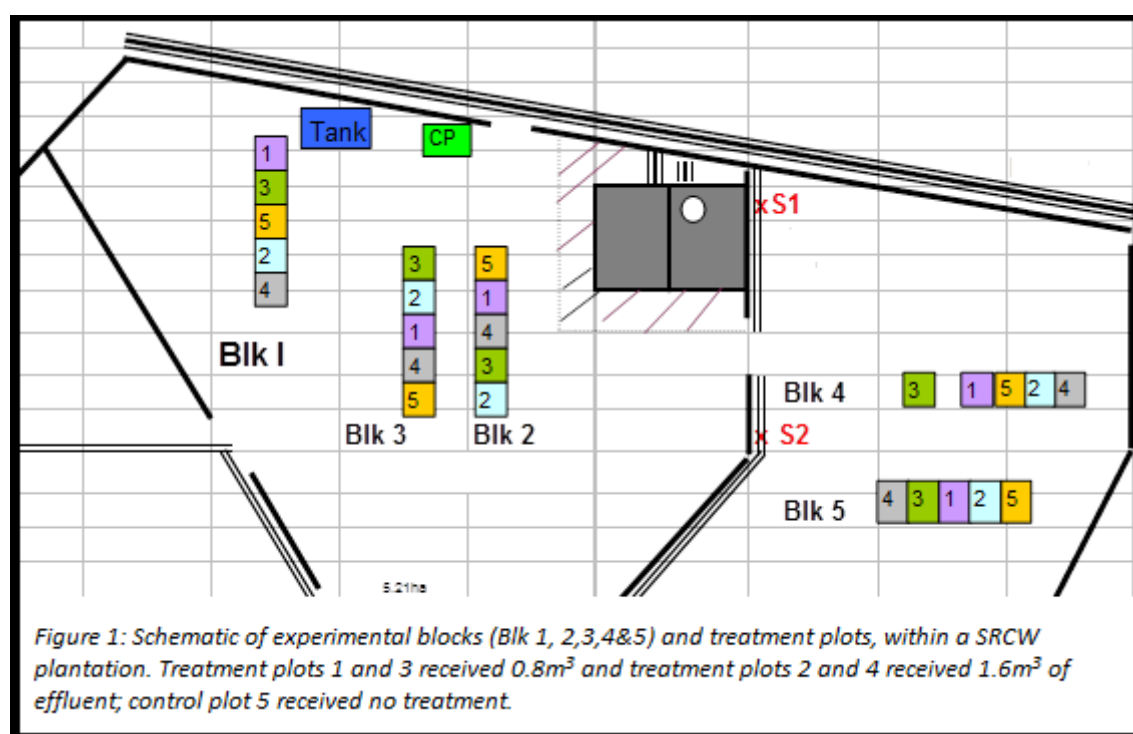 Tank
CP
1
3
5
2
4
Blk I
3
2
1
4
5
Blk 3
5
1
4
3
2
Blk 2
xS1
Blk 4
3
1 5 2 4
x S2
Blk 5
4 3 1 2 5
5.21ha
Figure 1: Schematic of experimental blocks (Blk 1, 2,3,4&5) and treatment plots, within a SRCW
plantation. Treatment plots 1 and 3 received 0.8m³ and treatment plots 2 and 4 received 1.6m³ of
effluent; control plot 5 received no treatment.